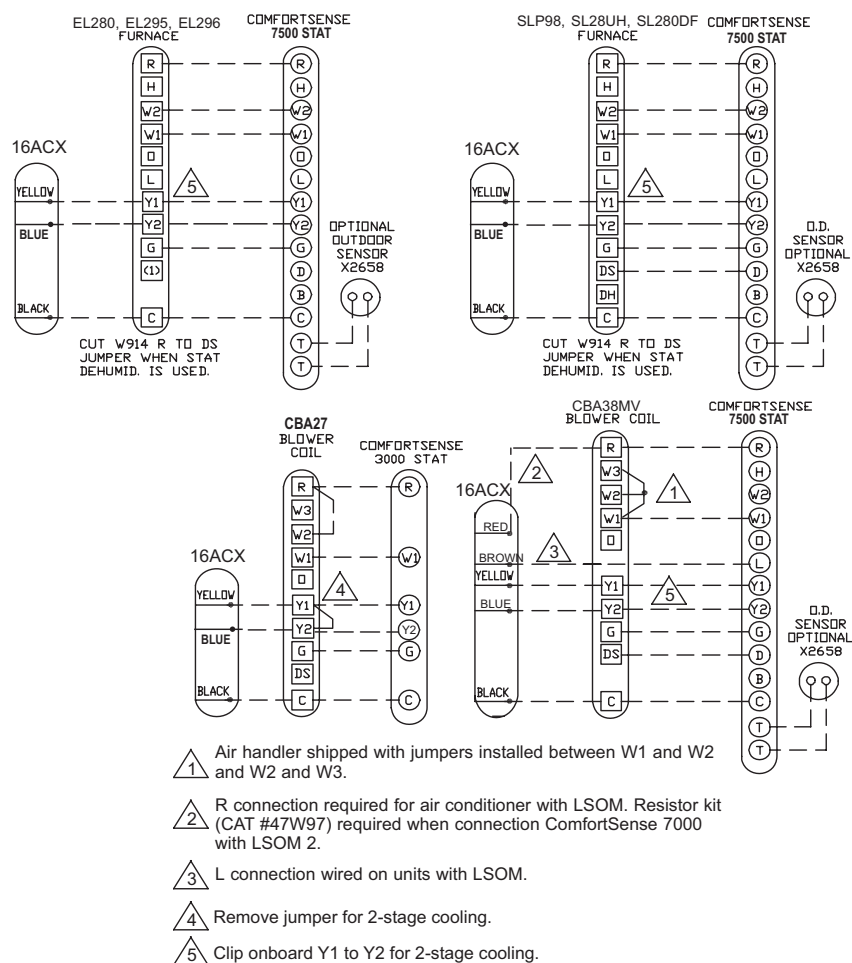 EL280, EL295, EL296
FURNACE
COMFORTSENSE
7500 STAT
R
H
W2
W1
O
L
Y1
Y2
G
(1)
C
R
H
W2
W1
O
L
Y1
Y2
G
D
B
C
T
T
16ACX
YELLOW
BLUE
BLACK
5
OPTIONAL
OUTDOOR
SENSOR
X2658
CUT W914 R TO DS
JUMPER WHEN STAT
DEHUMID. IS USED.
SLP98, SL28UH, SL280DF
FURNACE
COMFORTSENSE
7500 STAT
R
H
W2
W1
O
L
Y1
Y2
G
DS
DH
C
R
H
W2
W1
O
L
Y1
Y2
G
D
B
C
T
T
16ACX
YELLOW
BLUE
BLACK
5
O.D.
SENSOR
OPTIONAL
X2658
CUT W914 R TO DS
JUMPER WHEN STAT
DEHUMID. IS USED.
CBA27
BLOWER
COIL
COMFORTSENSE
3000 STAT
R
W3
W2
W1
O
Y1
Y2
G
DS
C
R
W1
Y1
Y2
G
C
16ACX
YELLOW
BLUE
BLACK
4
CBA38MV
BLOWER COIL
COMFORTSENSE
7500 STAT
R
W3
W2
W1
O
Y1
Y2
G
DS
C
R
H
W2
W1
O
L
Y1
Y2
G
D
B
C
T
T
16ACX
RED
BROWN
YELLOW
BLUE
BLACK
2
1
3
5
O.D.
SENSOR
OPTIONAL
X2658
1 Air handler shipped with jumpers installed between W1 and W2
and W2 and W3.
2 R connection required for air conditioner with LSOM. Resistor kit
(CAT #47W97) required when connection ComfortSense 7000
with LSOM 2.
3 L connection wired on units with LSOM.
4 Remove jumper for 2-stage cooling.
5 Clip onboard Y1 to Y2 for 2-stage cooling.